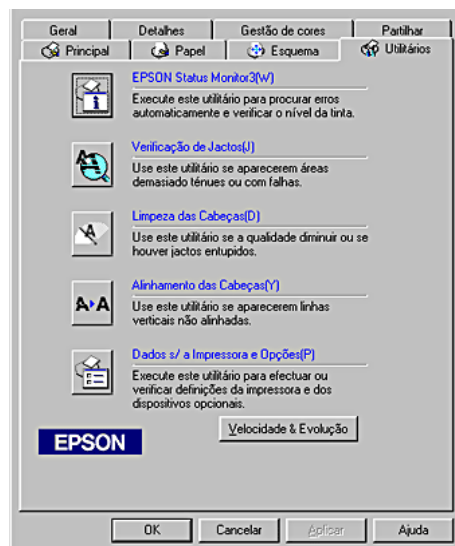 Geral Detalhes Gestão de cores Partilhar
Principal Papel Esquema Utilitários
EPSON Status Monitor3(W)
Execute este utilitário para procurar erros
automaticamente e verificar o nível da tinta.
Verificação de Jactos(J)
Use este utilitário se aparecerem áreas
demasiado ténues ou com falhas.
Limpeza das Cabeças(D)
Use este utilitário se a qualidade diminuir ou se
houver jactos entupidos.
Alinhamento das Cabeças(Y)
Use este utilitário se aparecerem linhas
verticais não alinhadas.
Dados s/ a Impressora e Opções(P)
Execute este utilitário para efectuar ou
verificar definições da impressora e dos
dispositivos opcionais.
Velocidade & Evolução
EPSON
OK Cancelar Aplicar Ajuda